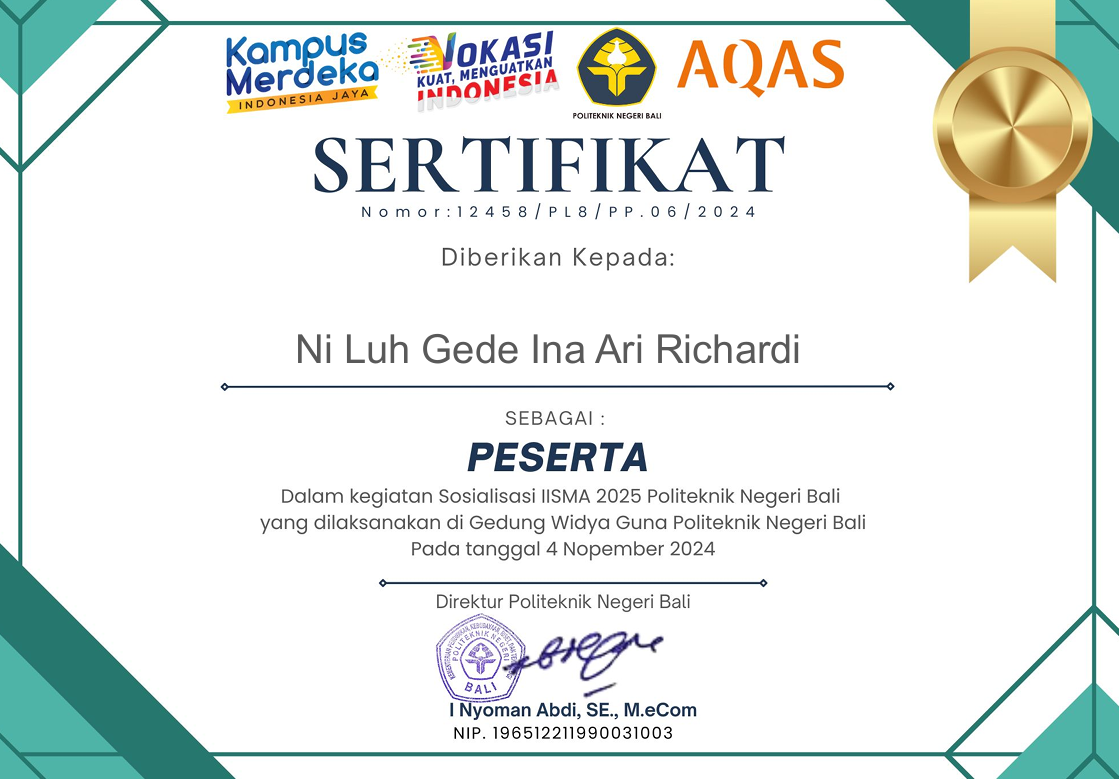 Kampus
Merdeka
INDONESIA JAYA
VOKASI
KUAT, MENGUATKAN
INDONESIA
POLITEKNIK NEGERI BALI
AQAS
SERTIFIKAT
Nomor:12458/PL8/PP.06/2024
Diberikan Kepada:
Ni Luh Gede Ina Ari Richardi
SEBAGAI :
PESERTA
Dalam kegiatan Sosialisasi IISMA 2025 Politeknik Negeri Bali
yang dilaksanakan di Gedung Widya Guna Politeknik Negeri Bali
Pada tanggal 4 Nopember 2024
Direktur Politeknik Negeri Bali
POLITEKNIK NEGERI
BALI
I Nyoman Abdi, SE., M.eCom
NIP. 196512211990031003